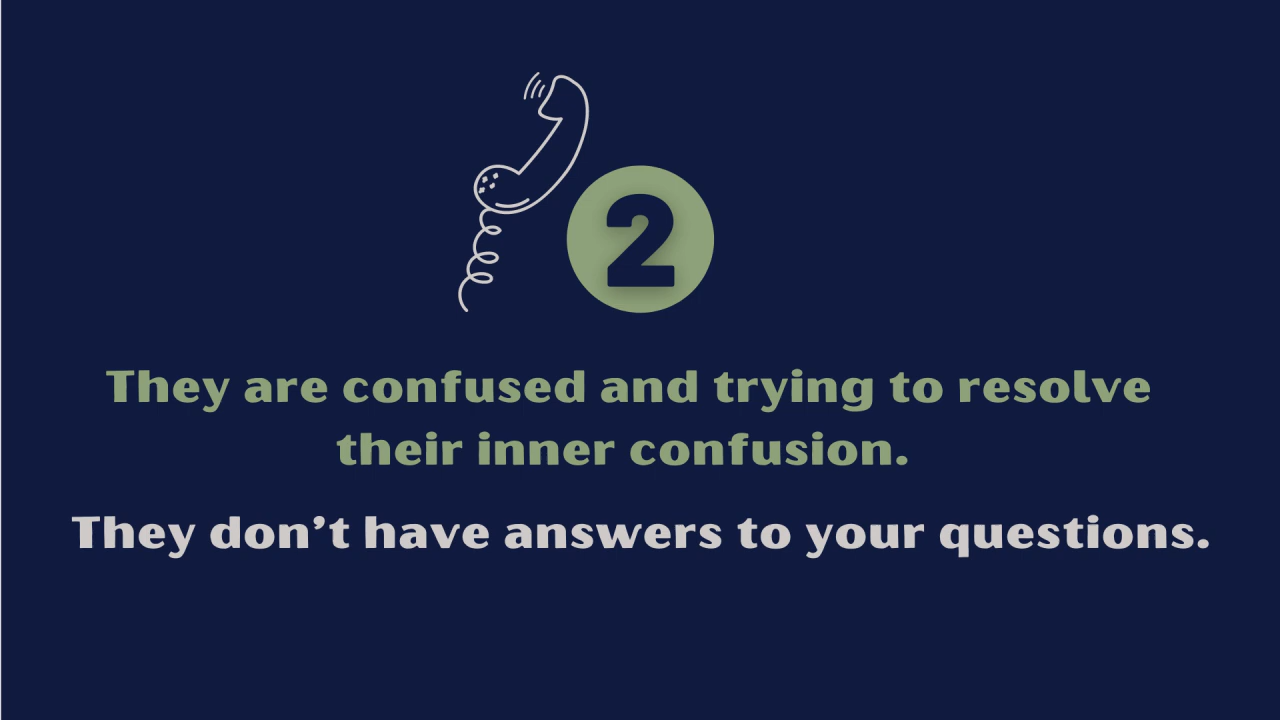 2
They are confused and trying to resolve
their inner confusion.
They don’t have answers to your questions.